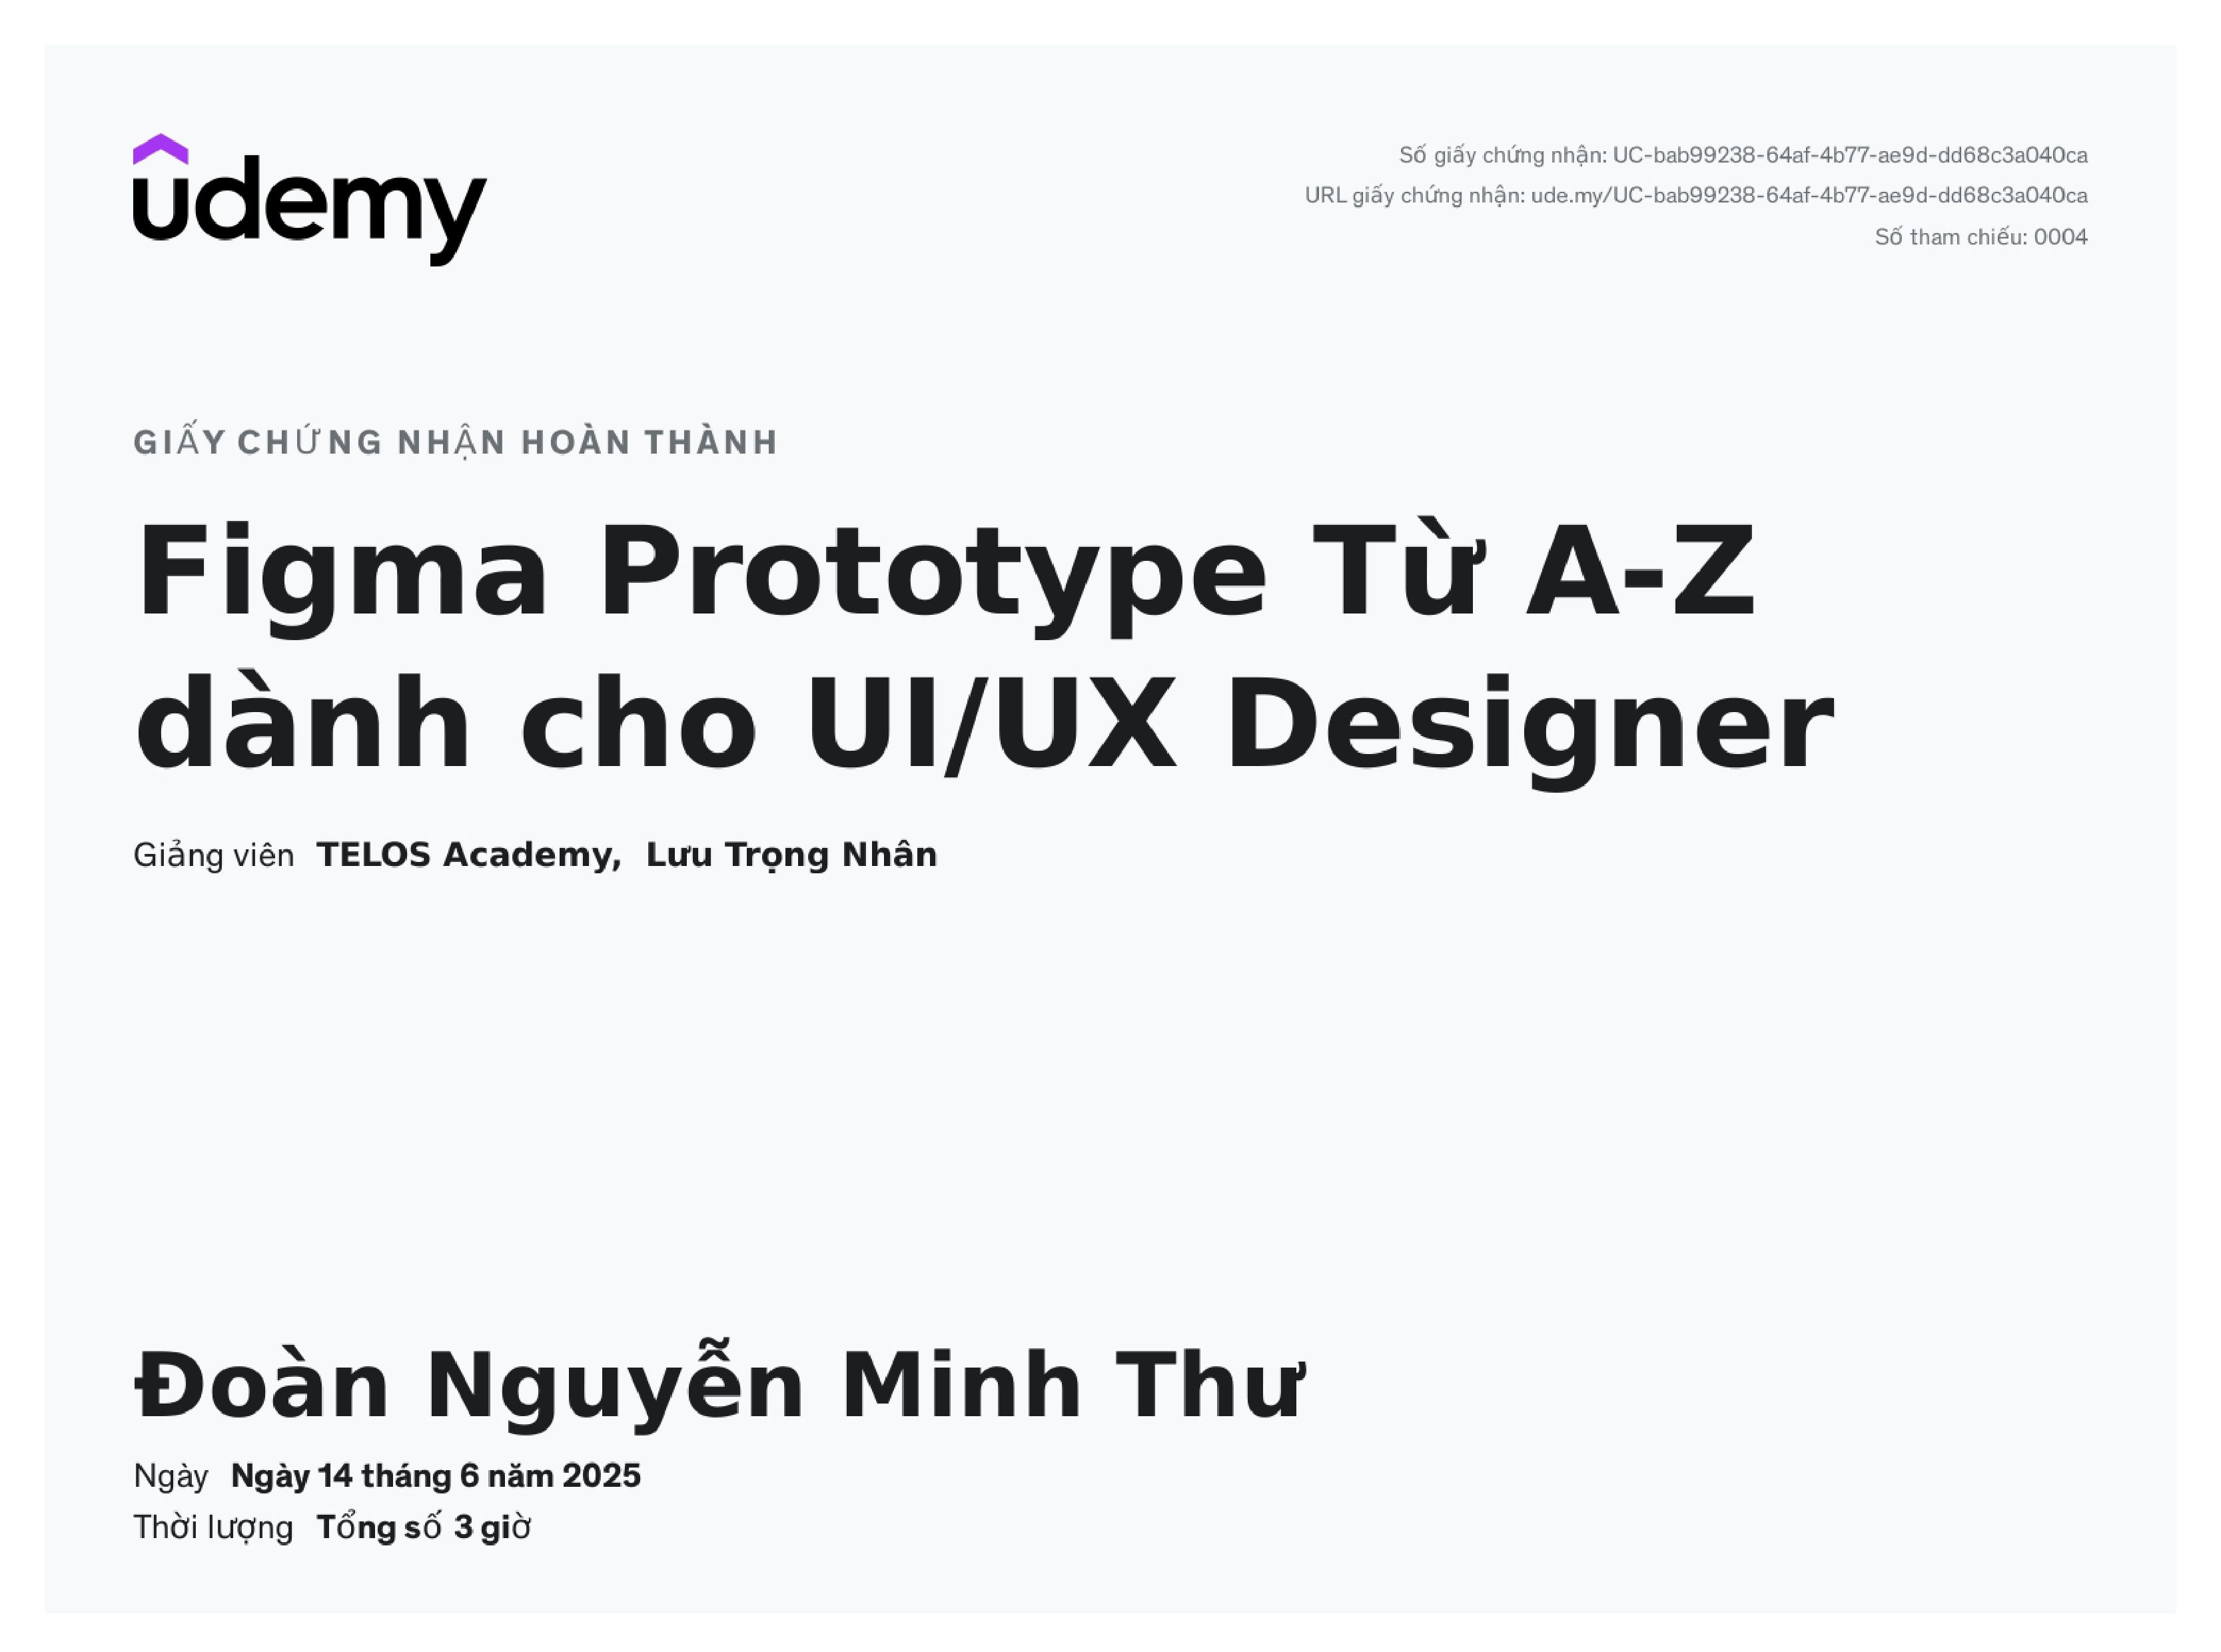 udemy
Số giấy chứng nhận: UC-bab99238-64af-4b77-ae9d-dd68c3a040ca
URL giấy chứng nhận: ude.my/UC-bab99238-64af-4b77-ae9d-dd68c3a040ca
Số tham chiếu: 0004
GIẤY CHỨNG NHẬN HOÀN THÀNH
Figma Prototype Từ A-Z
dành cho UI/UX Designer
Giảng viên TELOS Academy, Lưu Trọng Nhân
Đoàn Nguyễn Minh Thư
Ngày Ngày 14 tháng 6 năm 2025
Thời lượng Tổng số 3 giờ